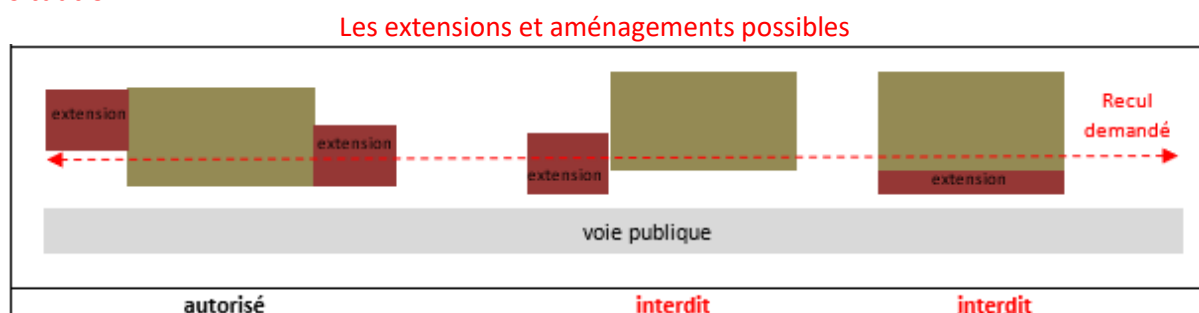 Les extensions et aménagements possibles
extension
extension
extension
extension
Recul
demandé
voie publique
autorisé
interdit
interdit